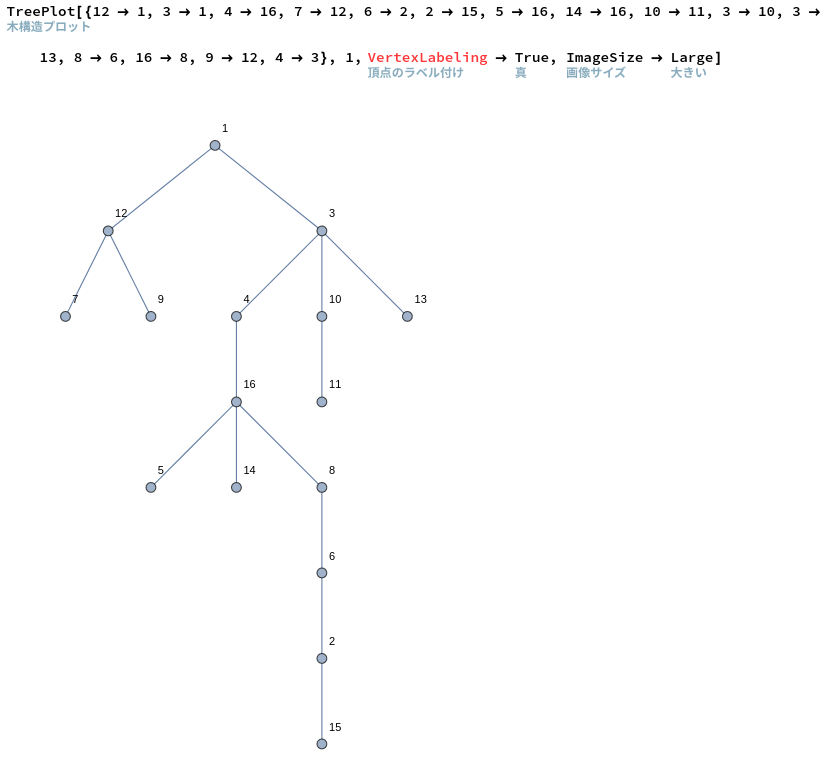 TreePlot[{12 → 1, 3 → 1, 4 → 16, 7 → 12, 6 → 2, 2 → 15, 5 → 16, 14 → 16, 10 → 11, 3 → 10, 3 →
木構造プロット
13, 8 → 6, 16 → 8, 9 → 12, 4 → 3}, 1, VertexLabeling → True, ImageSize → Large]
頂点のラベル付け 真 画像サイズ 大きい
1
12 3
7 9 4 10 13
16 11
5 14 8
6
2
15